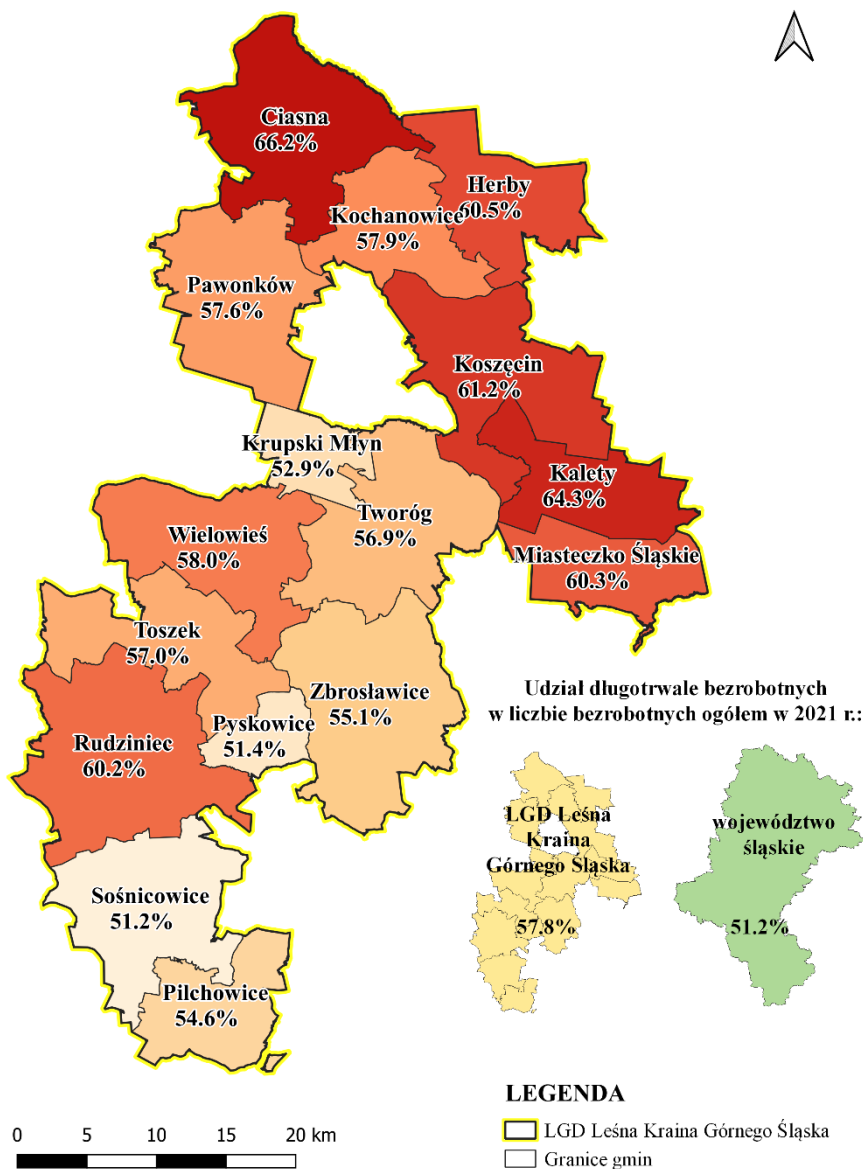 Ciasna
66.2%
Herby
60.5%
Kochanowice
57.9%
Pawonków
57.6%
Koszęcin
61.2%
Krupski Młyn
52.9%
Kalety
64.3%
Tworóg
56.9%
Wielowieś
58.0%
Miasteczko Śląskie
60.3%
Toszek
57.0%
Zbrosławice
55.1%
Pyskowice
51.4%
Rudziniec
60.2%
Udział długotrwale bezrobotnych
w liczbie bezrobotnych ogółem w 2021 r.:
LGD Leśna
Kraina
Górnego Śląska
57.8%
województwo
śląskie
51.2%
Sośnicowice
51.2%
Pilchowice
54.6%
LEGENDA
LGD Leśna Kraina Górnego Śląska
Granice gmin
0 5 10 15 20 km